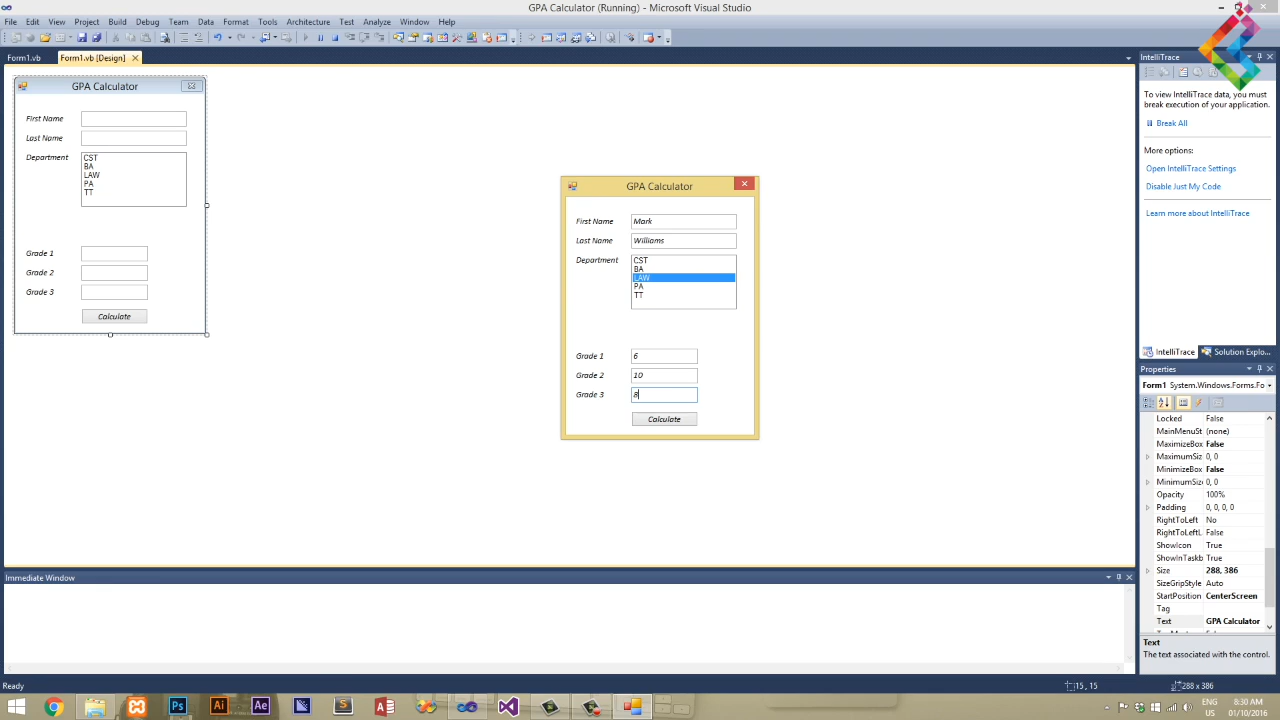 GPA Calculator (Running) - Microsoft Visual Studio
File Edit View Project Build Debug Team Data Format Tools Architecture Test Analyze Window Help
Form1.vb Form1.vb [Design]
GPA Calculator
First Name
Last Name
Department
CST
BA
LAW
PA
TT
Grade 1
Grade 2
Grade 3
Calculate
GPA Calculator
First Name Mark
Last Name Williams
Department
CST
BA
LAW
PA
TT
Grade 1 6
Grade 2 10
Grade 3 8
Calculate
IntelliTrace
To view IntelliTrace data, you must
break execution of your application.
Break All
More options:
Open IntelliTrace Settings
Disable Just My Code
Learn more about IntelliTrace
IntelliTrace Solution Explo...
Properties
Form1 System.Windows.Forms.Fo
Locked False
MainMenuSt (none)
MaximizeBox False
MaximumSiz 0, 0
MinimizeBox False
MinimumSize 0, 0
Opacity 100%
Padding 0, 0, 0, 0
RightToLeft No
RightToLeftL False
ShowIcon True
ShowInTaskb True
Size 288, 386
SizeGripStyle Auto
StartPosition CenterScreen
Tag
Text GPA Calculator
Text
The text associated with the control.
Immediate Window
Ready
15 , 15
288 x 386
Ps Ai Ae
ENG
US
8:30 AM
01/10/2016